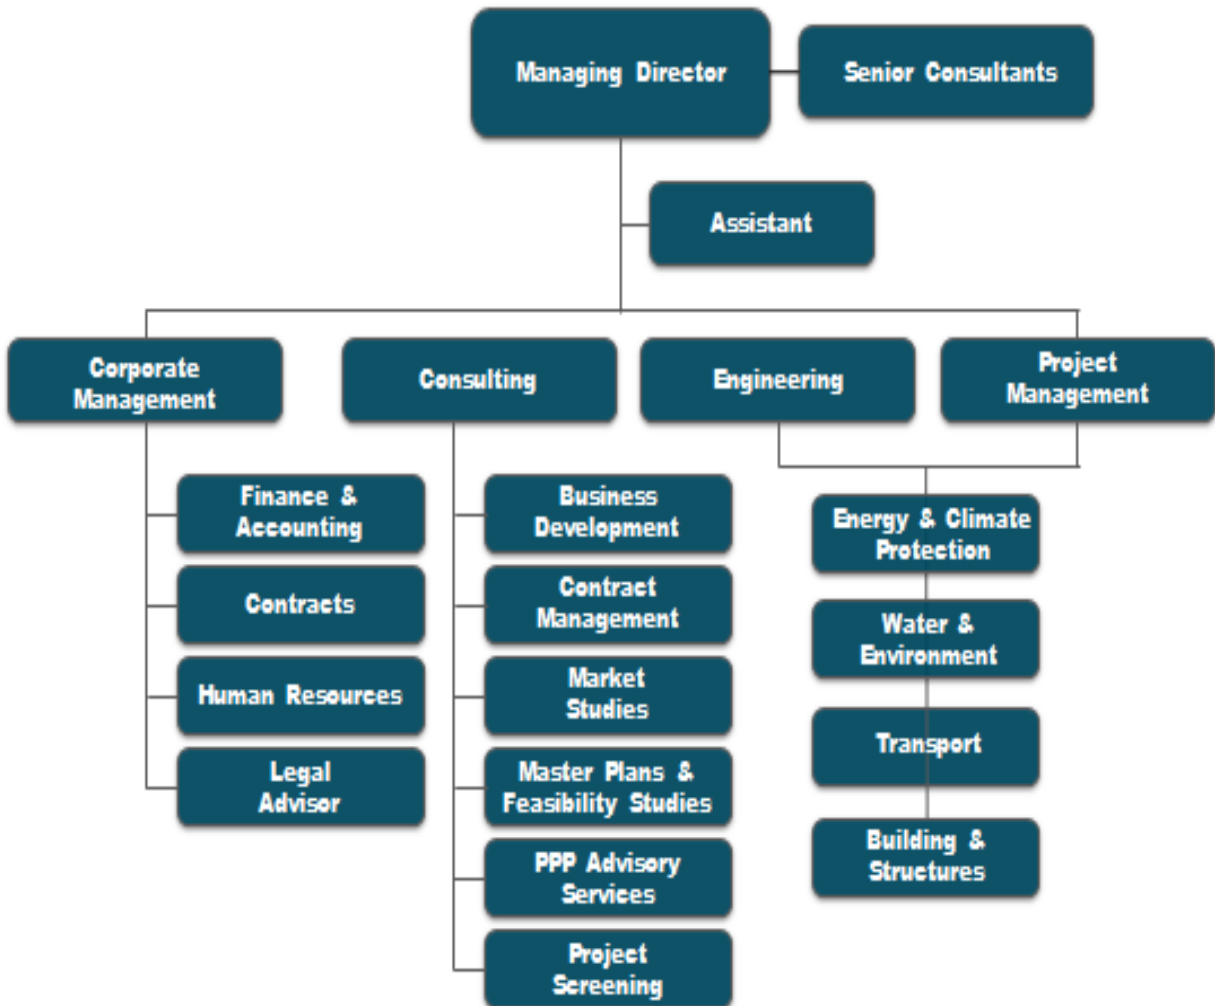 Managing Director
Senior Consultants
Assistant
Corporate
Management
Consulting
Engineering
Project
Management
Finance &
Accounting
Contracts
Human Resources
Legal
Advisor
Business
Development
Contract
Management
Market
Studies
Master Plans &
Feasibility Studies
PPP Advisory
Services
Project
Screening
Energy & Climate
Protection
Water &
Environment
Transport
Building &
Structures